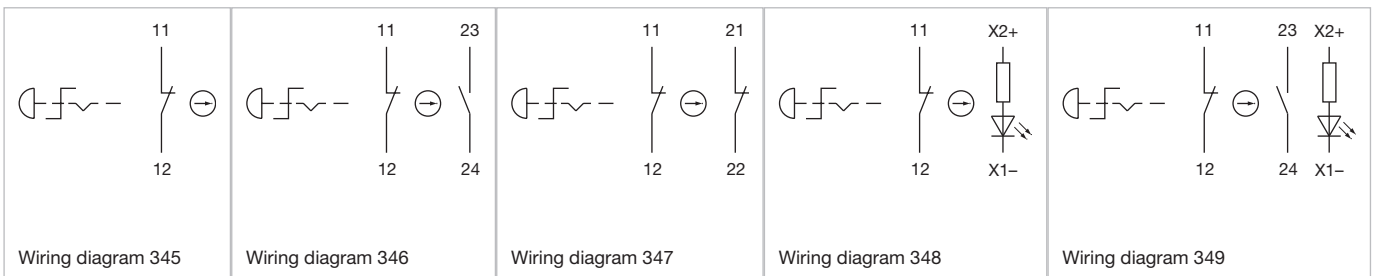 11
12
Wiring diagram 345
11 23
12 24
Wiring diagram 346
11 21
12 22
Wiring diagram 347
11 X2+
12 X1–
Wiring diagram 348
11 23 X2+
12 24 X1–
Wiring diagram 349